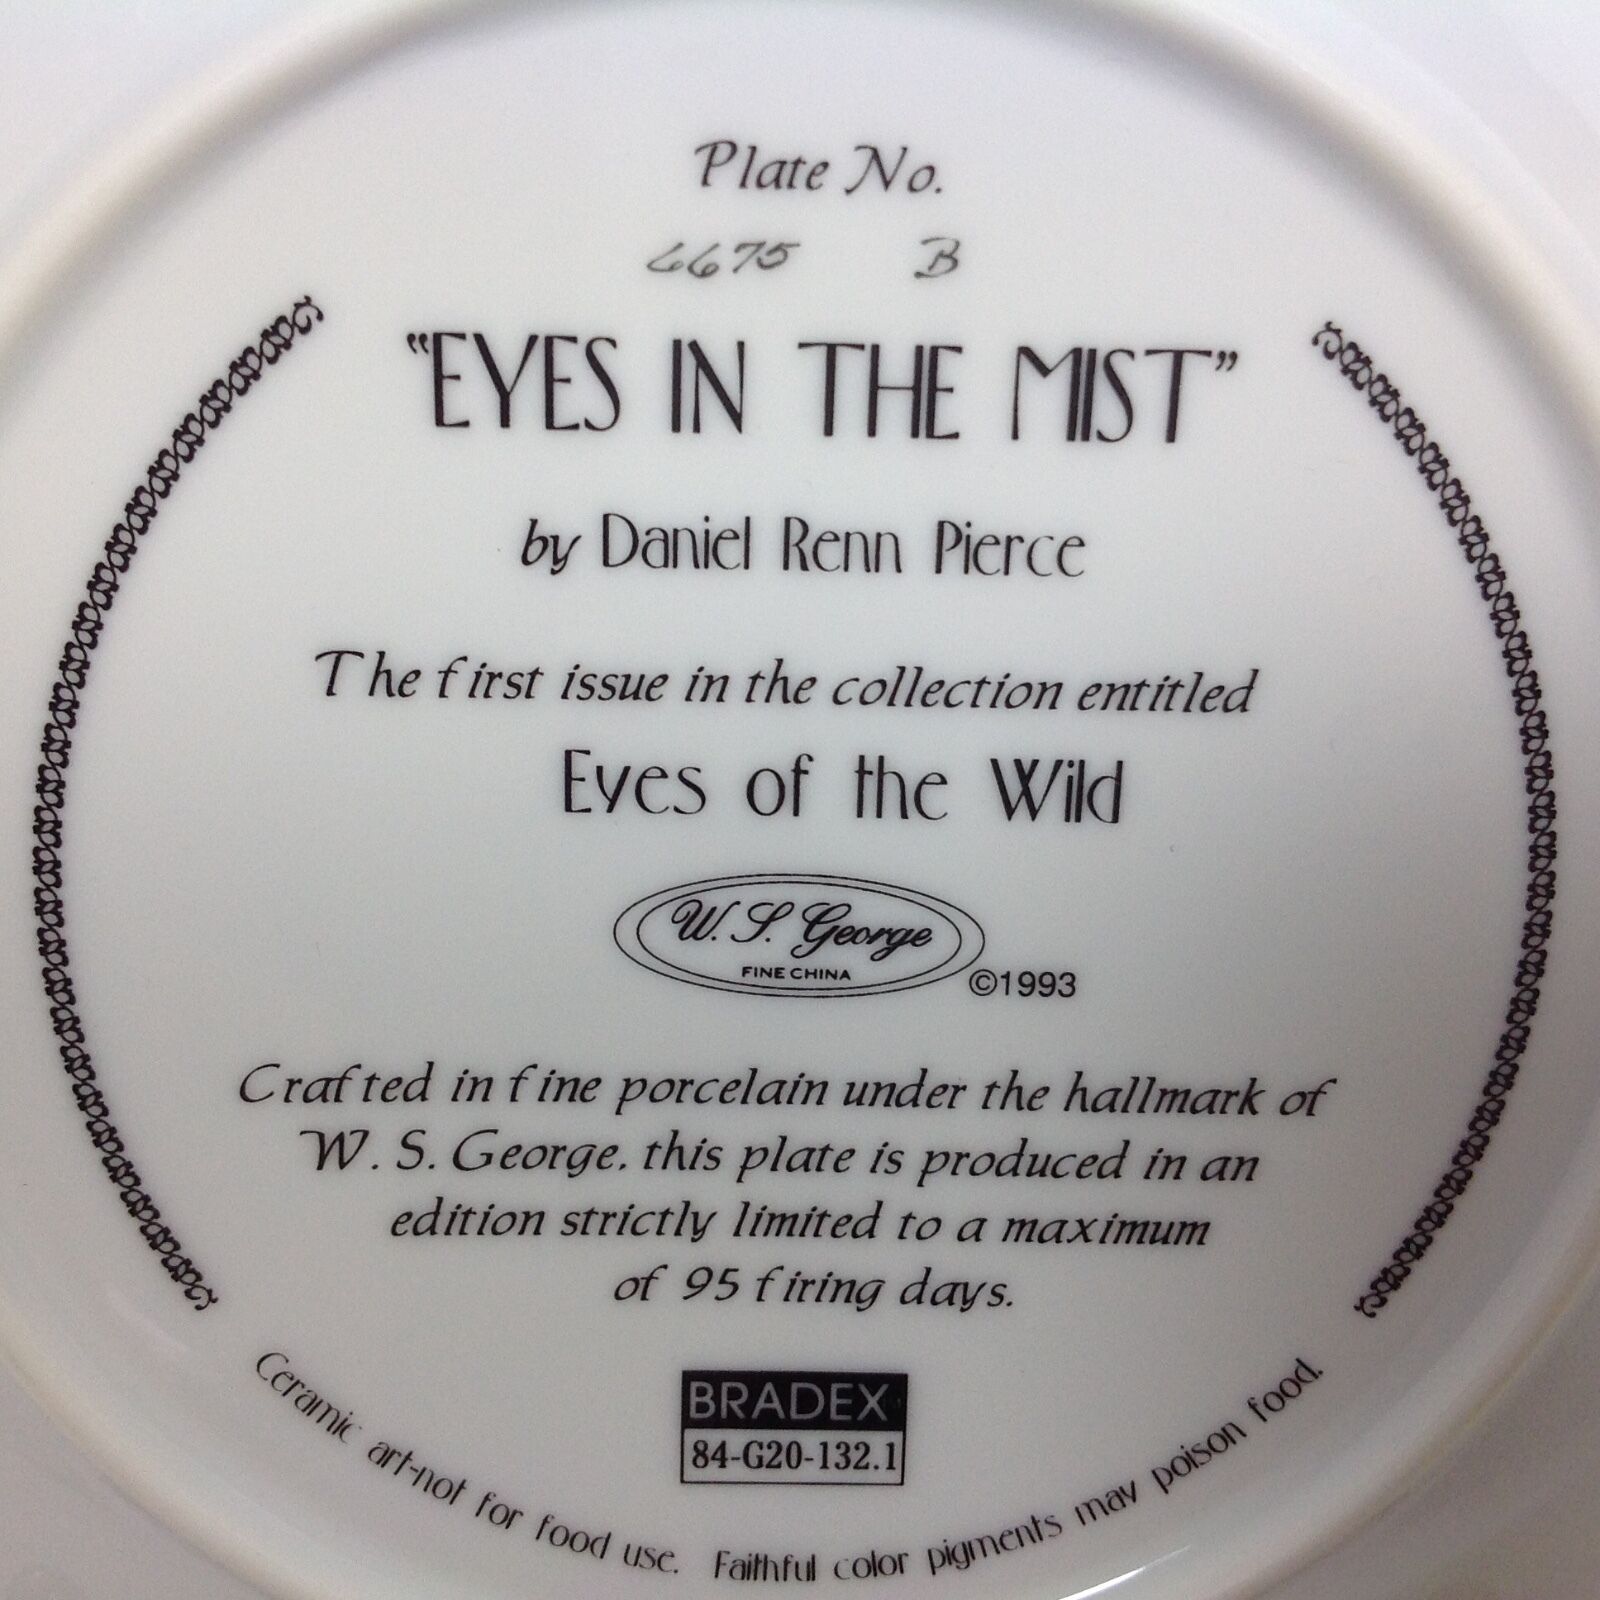 Plate No.
6675 B
"EYES IN THE MIST"
by Daniel Renn Pierce
The first issue in the collection entitled
Eyes of the Wild
W. S. George
FINE CHINA
©1993
Crafted in fine porcelain under the hallmark of
W. S. George, this plate is produced in an
edition strictly limited to a maximum
of 95 firing days.
BRADEX
84-G20-132.1
Ceramic art-not for food use. Faithful color pigments may poison food.